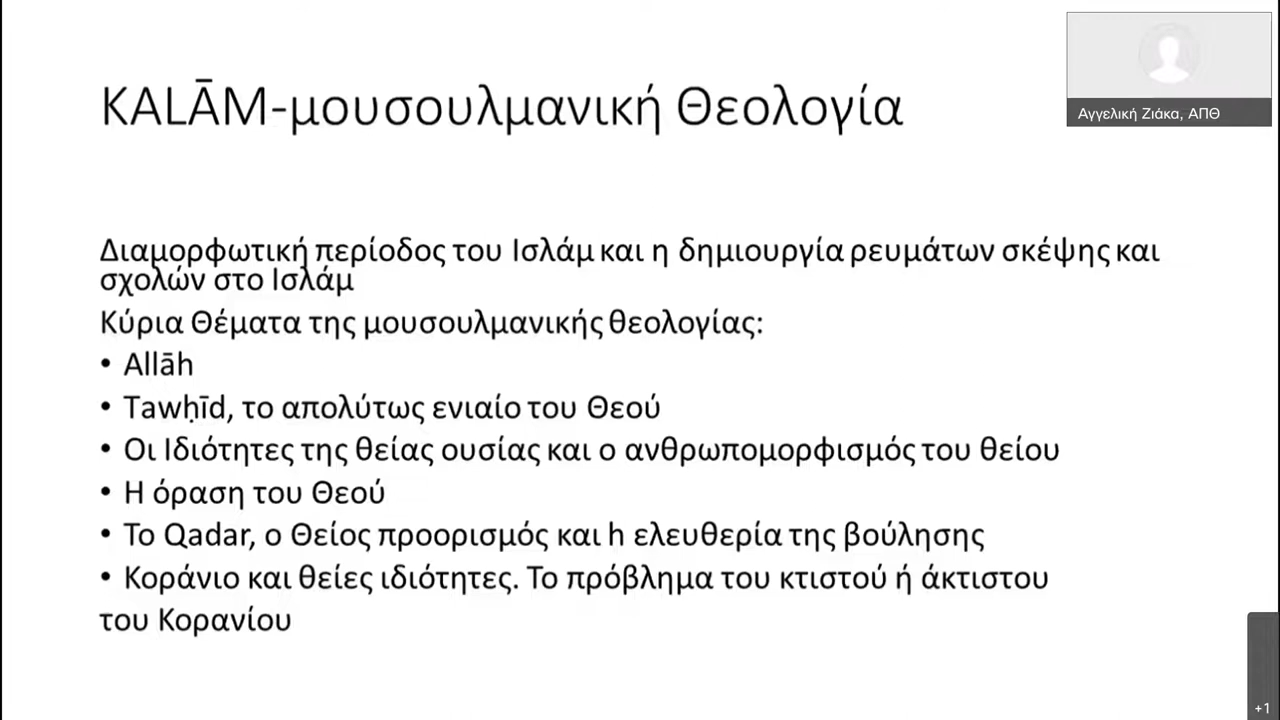 KALĀM-μουσουλμανική Θεολογία
Αγγελική Ζιάκα, ΑΠΘ
Διαμορφωτική περίοδος του Ισλάμ και η δημιουργία ρευμάτων σκέψης και
σχολών στο Ισλάμ
Κύρια Θέματα της μουσουλμανικής θεολογίας:
• Allāh
• Tawḥīd, το απολύτως ενιαίο του Θεού
• Οι Ιδιότητες της θείας ουσίας και ο ανθρωπομορφισμός του θείου
• Η όραση του Θεού
• Το Qadar, ο Θείος προορισμός και h ελευθερία της βούλησης
• Κοράνιο και θείες ιδιότητες. Το πρόβλημα του κτιστού ή άκτιστου
του Κορανίου
+1